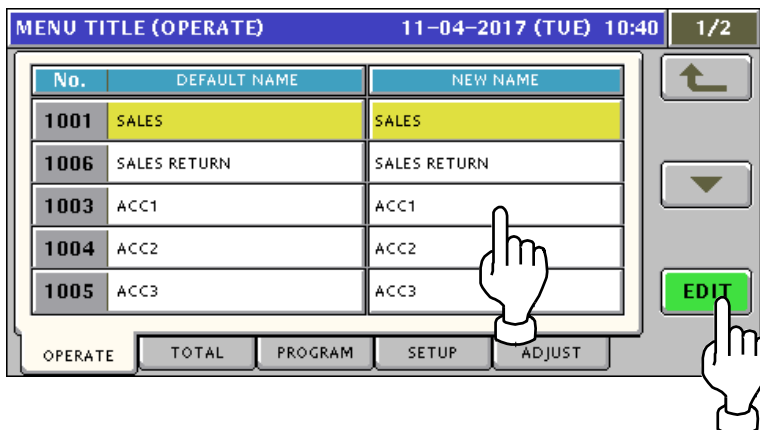 MENU TITLE (OPERATE) 11-04-2017 (TUE) 10:40 1/2
No. DEFAULT NAME NEW NAME
1001 SALES SALES
1006 SALES RETURN SALES RETURN
1003 ACC1 ACC1
1004 ACC2 ACC2
1005 ACC3 ACC3
EDIT
OPERATE TOTAL PROGRAM SETUP ADJUST